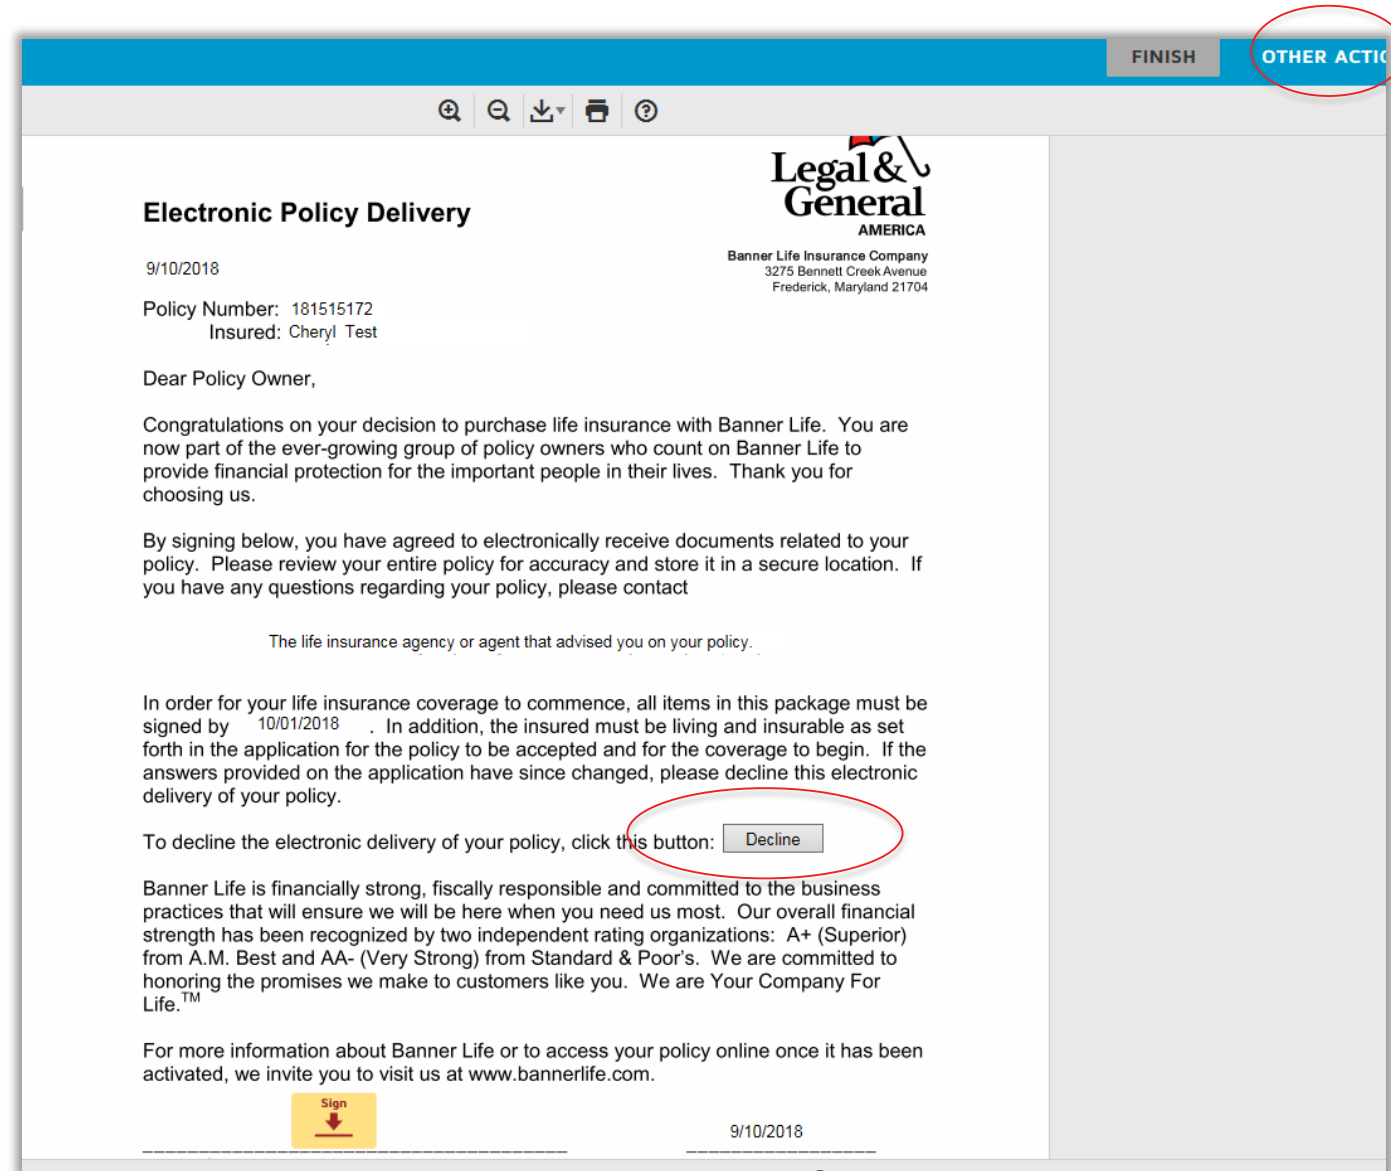 FINISH OTHER ACTIO
Legal &
General
AMERICA
Electronic Policy Delivery
Banner Life Insurance Company
3275 Bennett Creek Avenue
Frederick, Maryland 21704
9/10/2018
Policy Number: 181515172
Insured: Cheryl Test
Dear Policy Owner,
Congratulations on your decision to purchase life insurance with Banner Life. You are
now part of the ever-growing group of policy owners who count on Banner Life to
provide financial protection for the important people in their lives. Thank you for
choosing us.
By signing below, you have agreed to electronically receive documents related to your
policy. Please review your entire policy for accuracy and store it in a secure location. If
you have any questions regarding your policy, please contact
The life insurance agency or agent that advised you on your policy.
In order for your life insurance coverage to commence, all items in this package must be
signed by 10/01/2018 . In addition, the insured must be living and insurable as set
forth in the application for the policy to be accepted and for the coverage to begin. If the
answers provided on the application have since changed, please decline this electronic
delivery of your policy.
To decline the electronic delivery of your policy, click this button: Decline
Banner Life is financially strong, fiscally responsible and committed to the business
practices that will ensure we will be here when you need us most. Our overall financial
strength has been recognized by two independent rating organizations: A+ (Superior)
from A.M. Best and AA- (Very Strong) from Standard & Poor's. We are committed to
honoring the promises we make to customers like you. We are Your Company For
Life.TM
For more information about Banner Life or to access your policy online once it has been
activated, we invite you to visit us at www.bannerlife.com.
Sign
9/10/2018